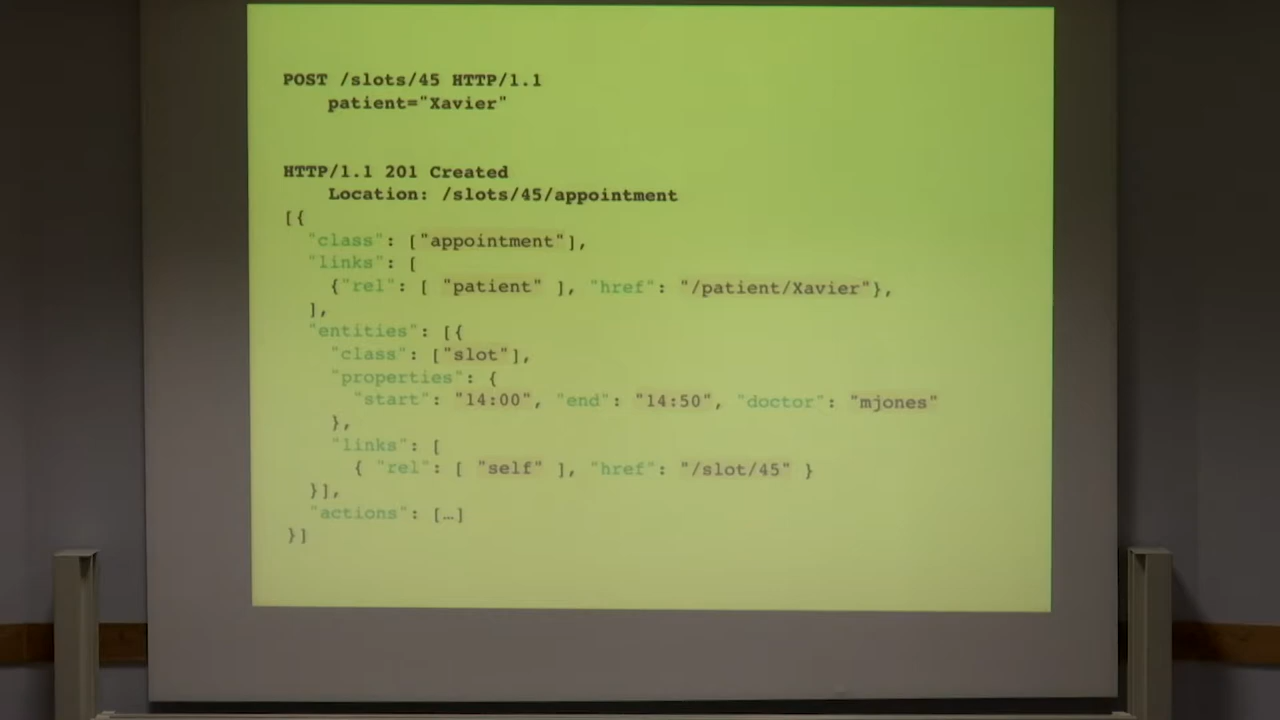 POST /slots/45 HTTP/1.1
patient="Xavier"
HTTP/1.1 201 Created
Location: /slots/45/appointment
[{
"class": ["appointment"],
"links": [
{"rel": [ "patient" ], "href": "/patient/Xavier"},
],
"entities": [{
"class": ["slot"],
"properties": {
"start": "14:00", "end": "14:50", "doctor": "mjones"
},
"links": [
{ "rel": [ "self" ], "href": "/slot/45" }
}],
"actions": […]
}]